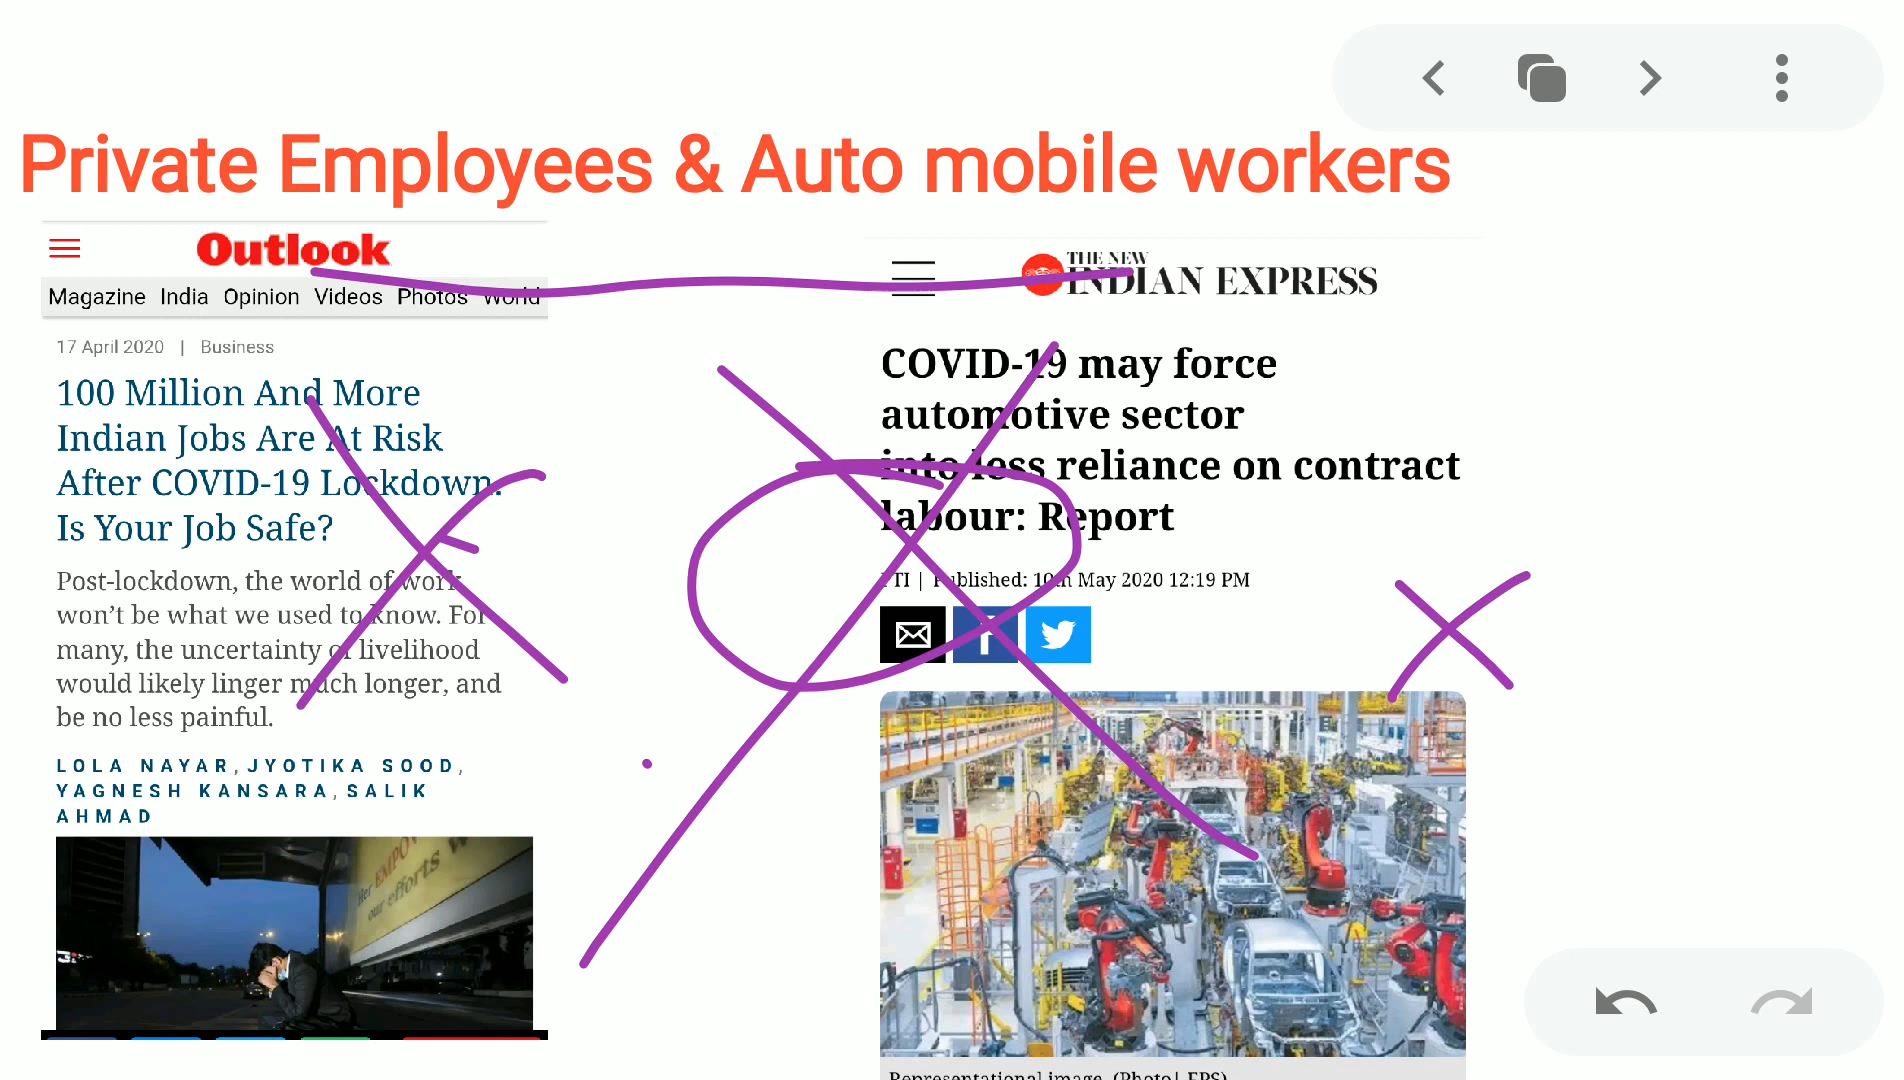 Private Employees & Auto mobile workers
Outlook
Magazine India Opinion Videos Photos World
17 April 2020 | Business
100 Million And More
Indian Jobs Are At Risk
After COVID-19 Lockdown.
Is Your Job Safe?
Post-lockdown, the world of work
won’t be what we used to know. For
many, the uncertainty of livelihood
would likely linger much longer, and
be no less painful.
LOLA NAYAR, JYOTIKA SOOD,
YAGNESH KANSARA, SALIK
AHMAD
Her EMPO
our efforts W
THE NEW
INDIAN EXPRESS
COVID-19 may force
automotive sector
into less reliance on contract
labour: Report
PTI | Published: 10th May 2020 12:19 PM
f
Representational image. (Photo| EPS)